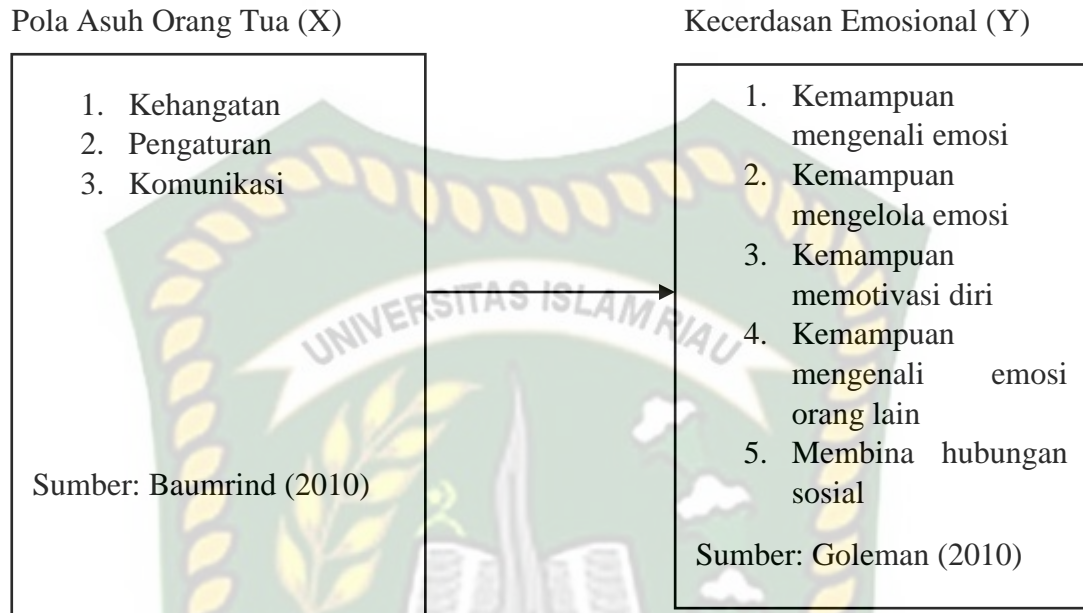 Pola Asuh Orang Tua (X)
1. Kehangatan
2. Pengaturan
3. Komunikasi
Sumber: Baumrind (2010)
Kecerdasan Emosional (Y)
1. Kemampuan
mengenali emosi
2. Kemampuan
mengelola emosi
3. Kemampuan
memotivasi diri
4. Kemampuan
mengenali emosi
orang lain
5. Membina hubungan
sosial
Sumber: Goleman (2010)
UNIVERSITAS ISLAM RIAU